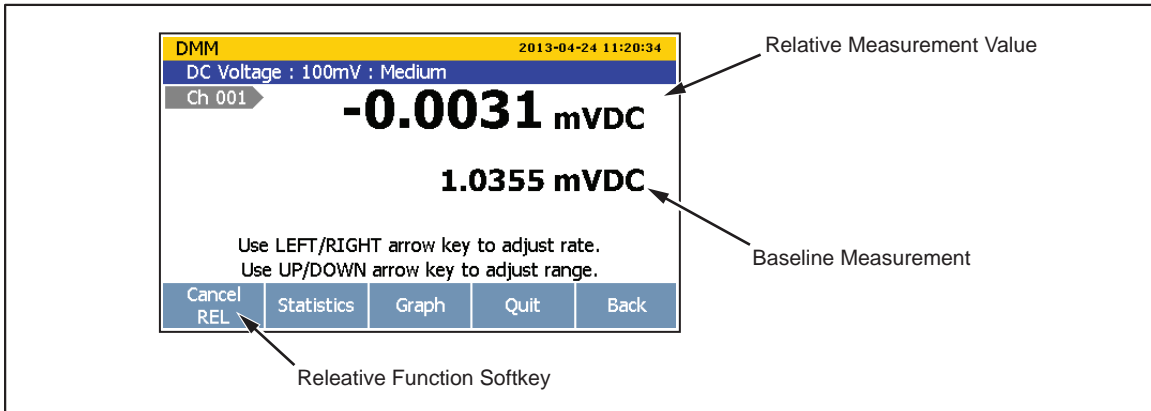 DMM 2013-04-24 11:20:34
DC Voltage : 100mV : Medium
Ch 001
-0.0031 mVDC
1.0355 mVDC
Use LEFT/RIGHT arrow key to adjust rate.
Use UP/DOWN arrow key to adjust range.
Cancel REL
Statistics
Graph
Quit
Back
Relative Measurement Value
Baseline Measurement
Releative Function Softkey